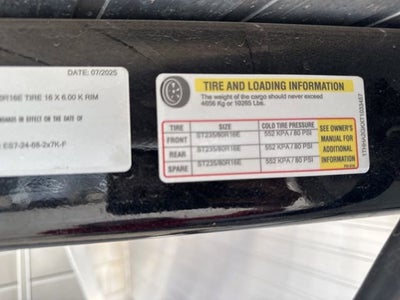 DATE: 07/2025
0R16E TIRE 16 X 6.00 K RIM
NDARDS IN EFFECT ON THE DATE OF
TIRE AND LOADING INFORMATION
The weight of the cargo should never exceed
4656 Kg or 10265 Lbs.
TIRE SIZE COLD TIRE PRESSURE
FRONT ST235/80R16E 552 KPA / 80 PSI
REAR ST235/80R16E 552 KPA / 80 PSI
SPARE ST235/80R16E 552 KPA / 80 PSI
SEE OWNER'S
MANUAL FOR
ADDITIONAL
INFORMATION